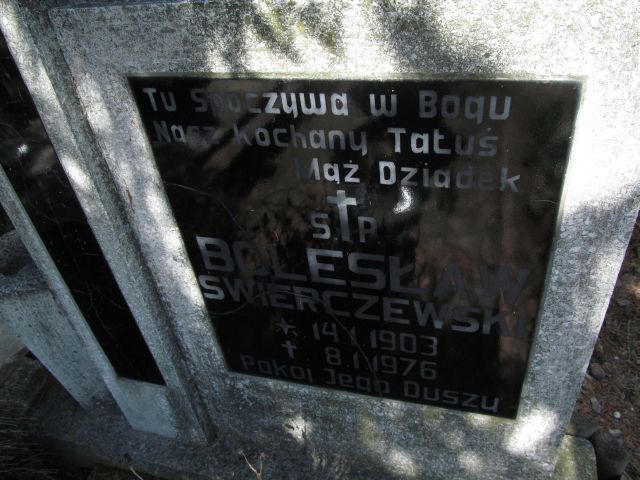 Tu Spoczywa w Bogu
Nasz Kochany Tatuś
Mąż Dziadek
Ś P
BOLESŁAW
ŚWIERCZEWSKI
* 14.1.1903
✝ 8.1.1976
Pokój Jego Duszy